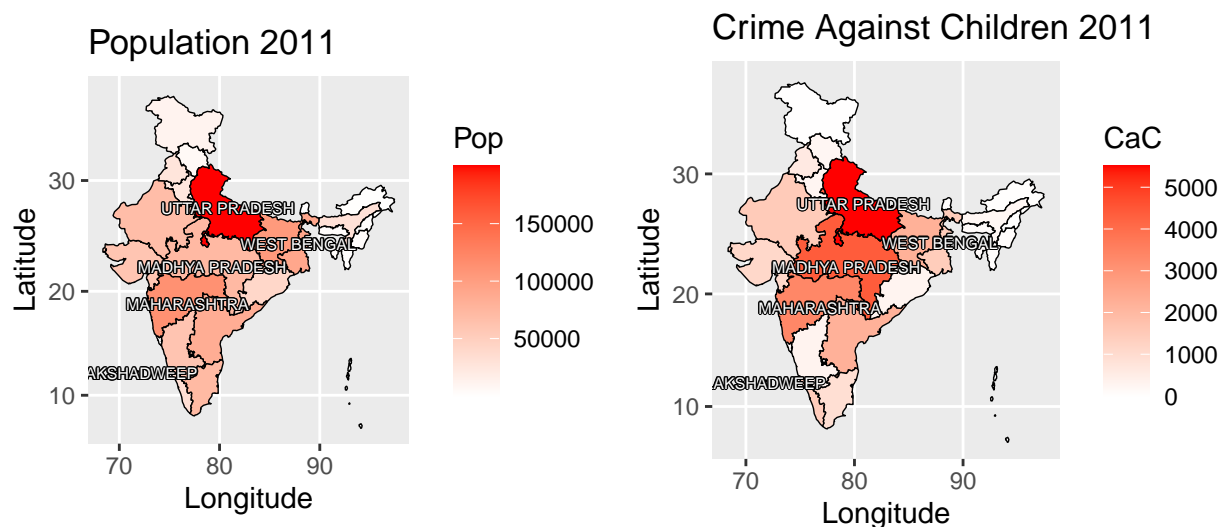 Population 2011
Latitude
30
20
10
UTTAR PRADESH
WEST BENGAL
MADHYA PRADESH
MAHARASHTRA
AKSHADWEEP
70 80 90
Longitude
Pop
150000
100000
50000
Crime Against Children 2011
Latitude
30
20
10
UTTAR PRADESH
WEST BENGAL
MADHYA PRADESH
MAHARASHTRA
AKSHADWEEP
70 80 90
Longitude
CaC
5000
4000
3000
2000
1000
0